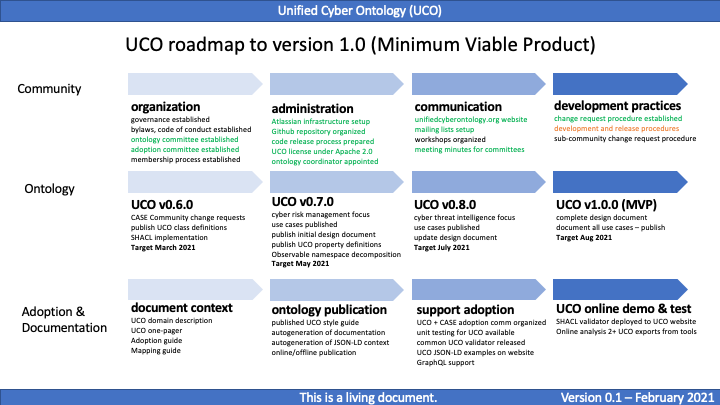 Unified Cyber Ontology (UCO)
UCO roadmap to version 1.0 (Minimum Viable Product)
Community
organization
governance established
bylaws, code of conduct established
ontology committee established
adoption committee established
membership process established
administration
Atlassian infrastructure setup
Github repository organized
code release process prepared
UCO license under Apache 2.0
ontology coordinator appointed
communication
unifiedcyberontology.org website
mailing lists setup
workshops organized
meeting minutes for committees
development practices
change request procedure established
development and release procedures
sub-community change request procedure
Ontology
UCO v0.6.0
CASE Community change requests
publish UCO class definitions
SHACL implementation
Target March 2021
UCO v0.7.0
cyber risk management focus
use cases published
publish initial design document
publish UCO property definitions
Observable namespace decomposition
Target May 2021
UCO v0.8.0
cyber threat intelligence focus
use cases published
update design document
Target July 2021
UCO v1.0.0 (MVP)
complete design document
document all use cases – publish
Target Aug 2021
Adoption &
Documentation
document context
UCO domain description
UCO one-pager
Adoption guide
Mapping guide
ontology publication
published UCO style guide
autogeneration of documentation
autogeneration of JSON-LD context
online/offline publication
support adoption
UCO + CASE adoption comm organized
unit testing for UCO available
common UCO validator released
UCO JSON-LD examples on website
GraphQL support
UCO online demo & test
SHACL validator deployed to UCO website
Online analysis 2+ UCO exports from tools
This is a living document.
Version 0.1 – February 2021